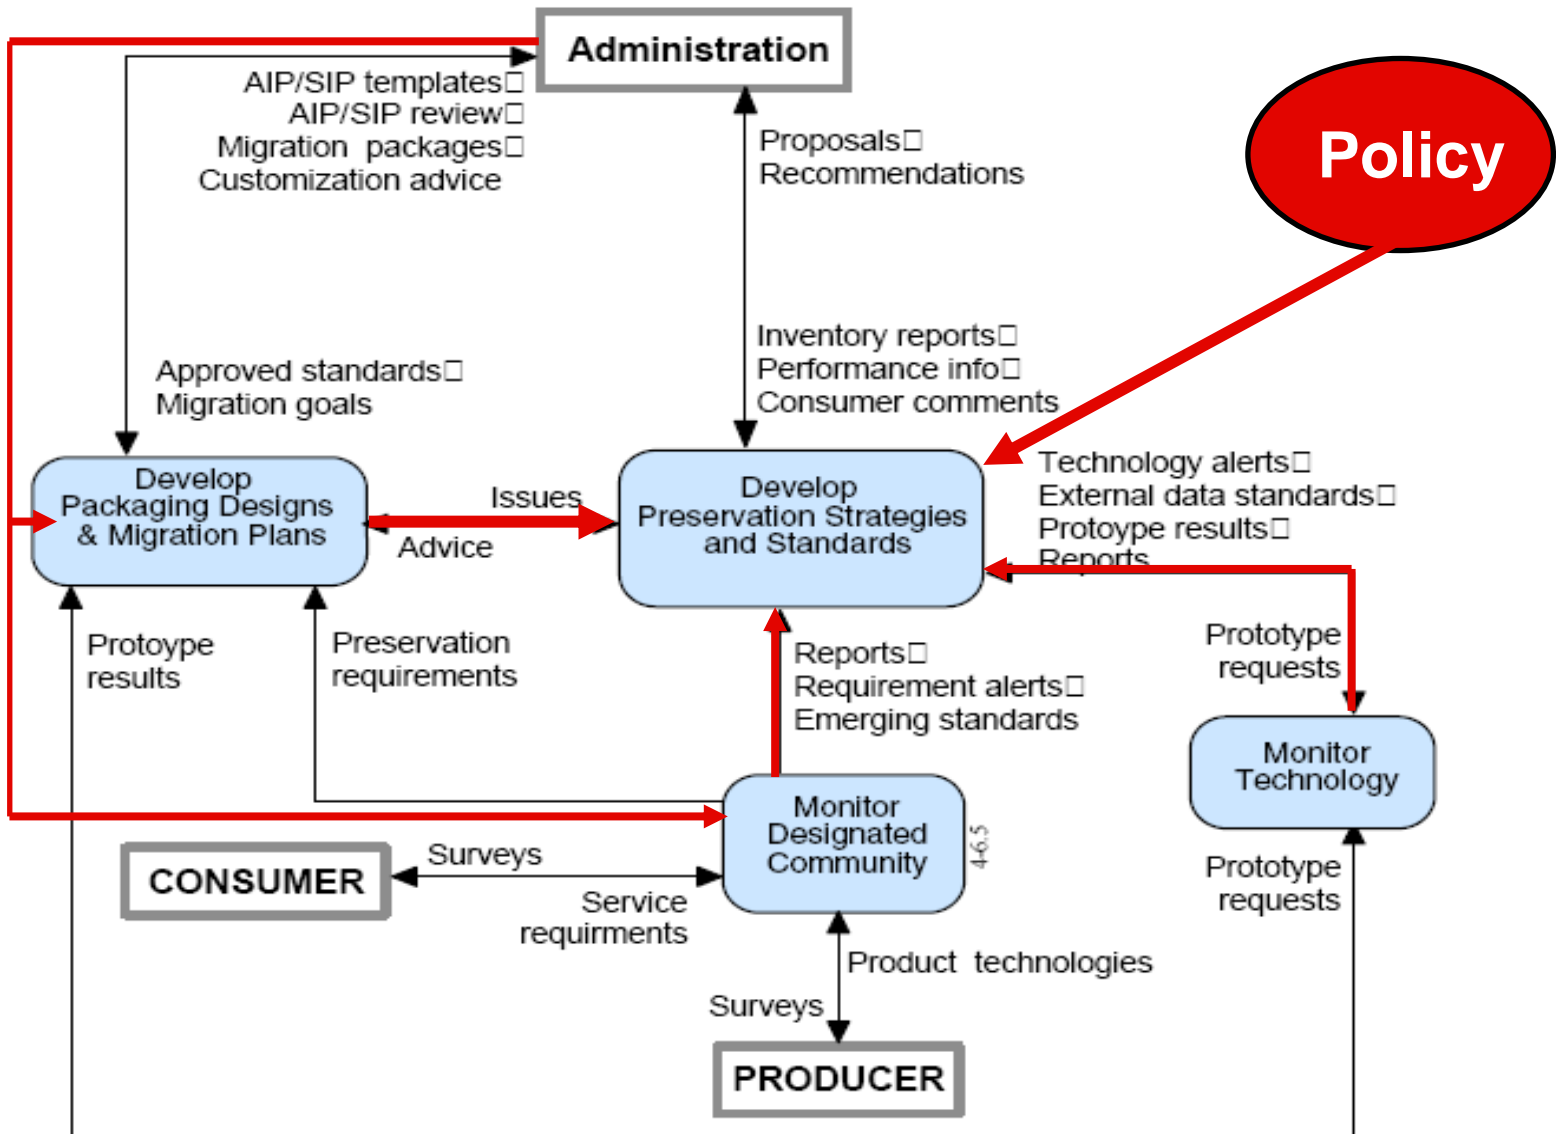 Administration
AIP/SIP templates□
AIP/SIP review□
Migration packages□
Customization advice
Proposals□
Recommendations
Policy
Inventory reports□
Performance info□
Consumer comments
Approved standards□
Migration goals
Develop
Packaging Designs
& Migration Plans
Issues
Advice
Develop
Preservation Strategies
and Standards
Technology alerts□
External data standards□
Protoype results□
Reports
Protoype
results
Preservation
requirements
Reports□
Requirement alerts□
Emerging standards
Prototype
requests
Monitor
Technology
Monitor
Designated
Community
4-6.5
CONSUMER
Surveys
Service
requirments
Prototype
requests
Product technologies
Surveys
PRODUCER